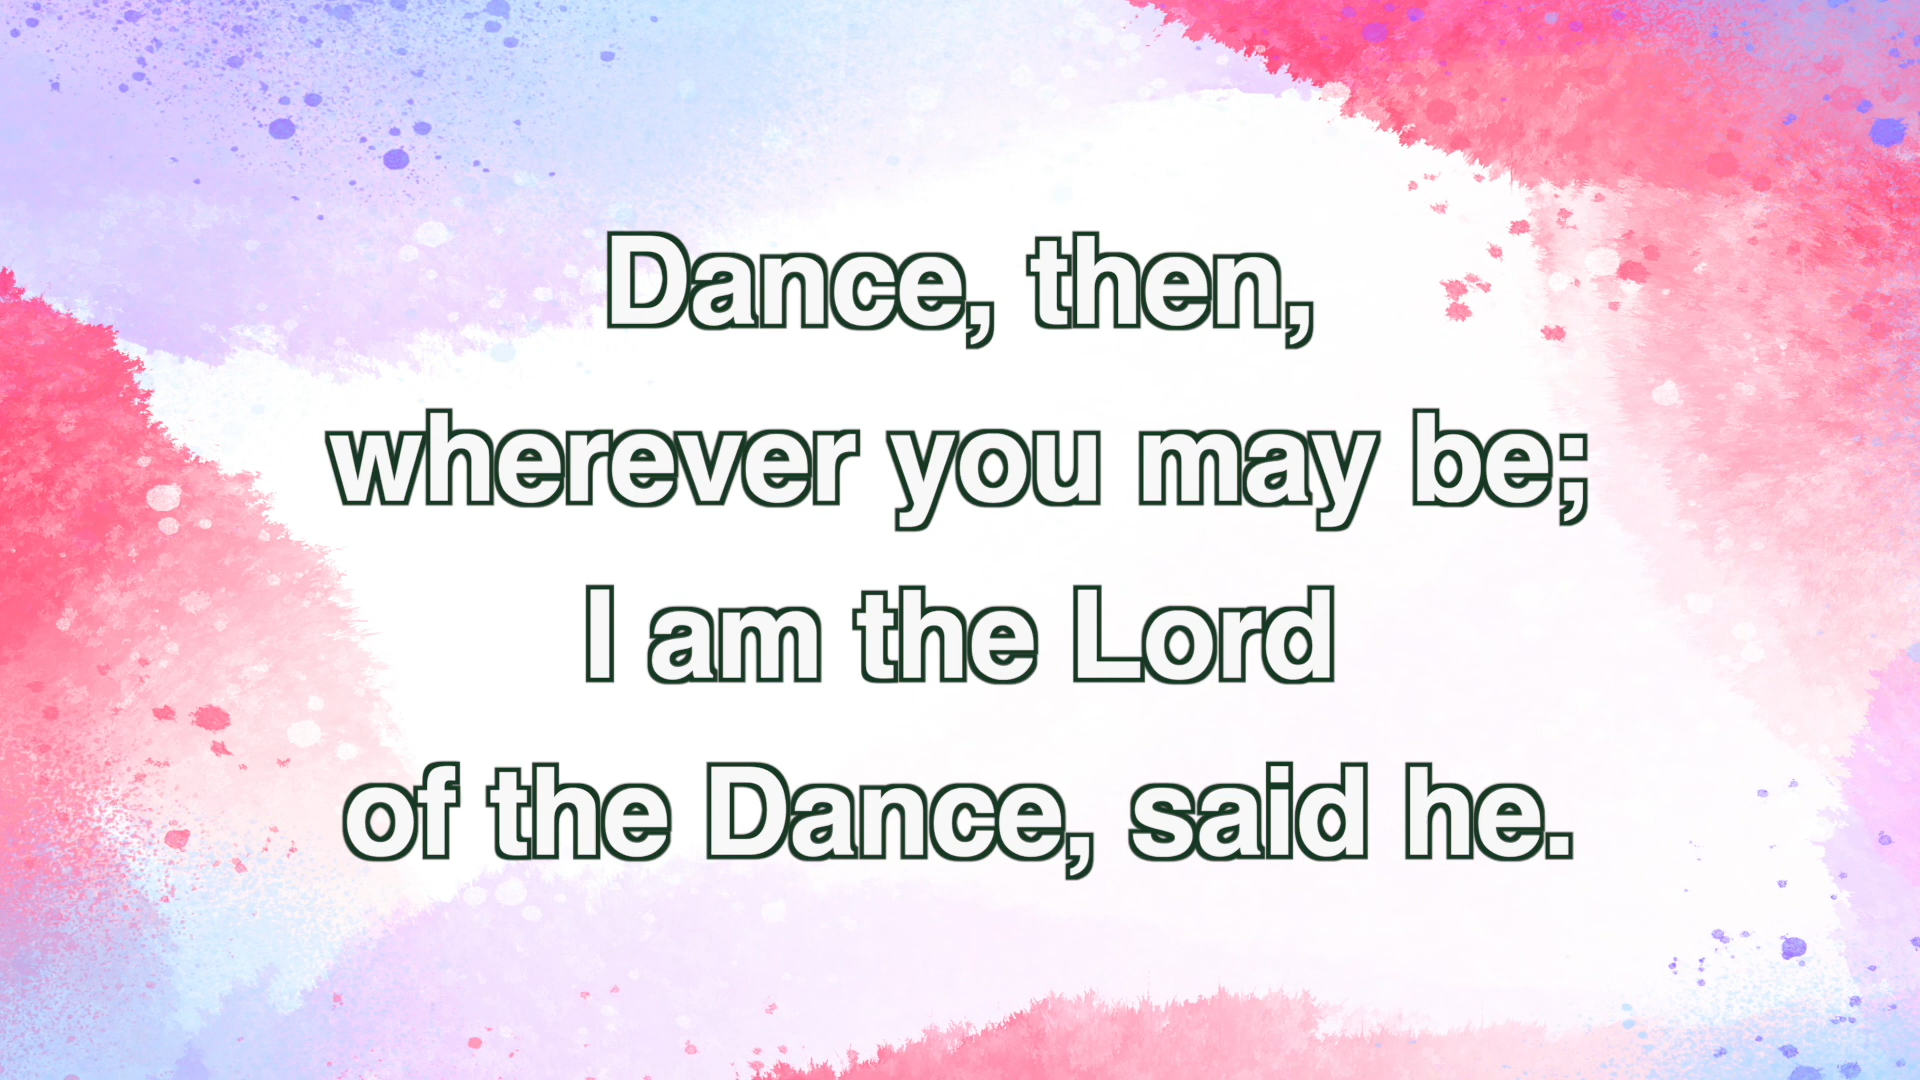 Dance, then,
wherever you may be;
I am the Lord
of the Dance, said he.